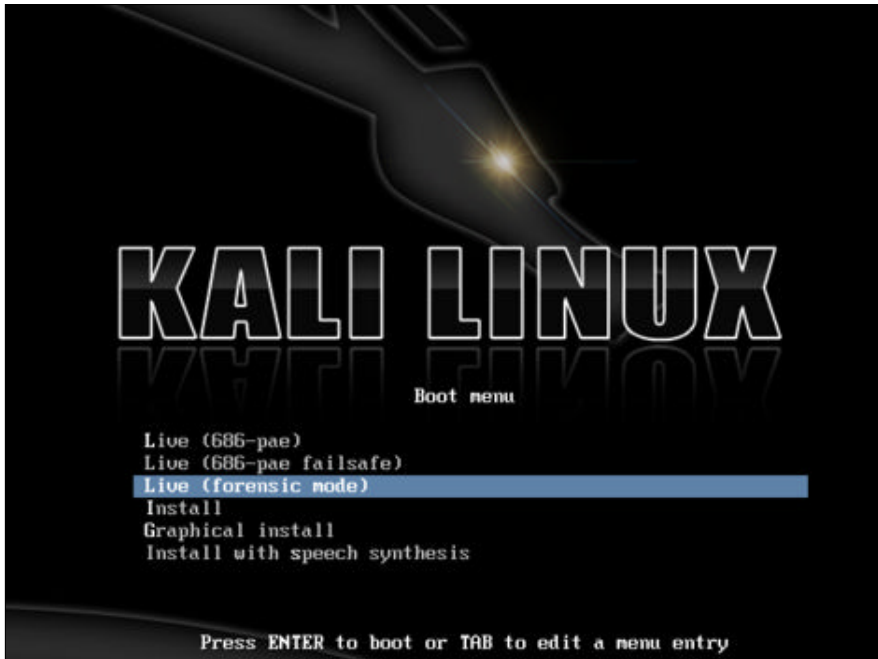 KALI LINUX
Boot menu
Live (686-pae)
Live (686-pae failsafe)
Live (forensic mode)
Install
Graphical install
Install with speech synthesis
Press ENTER to boot or TAB to edit a menu entry